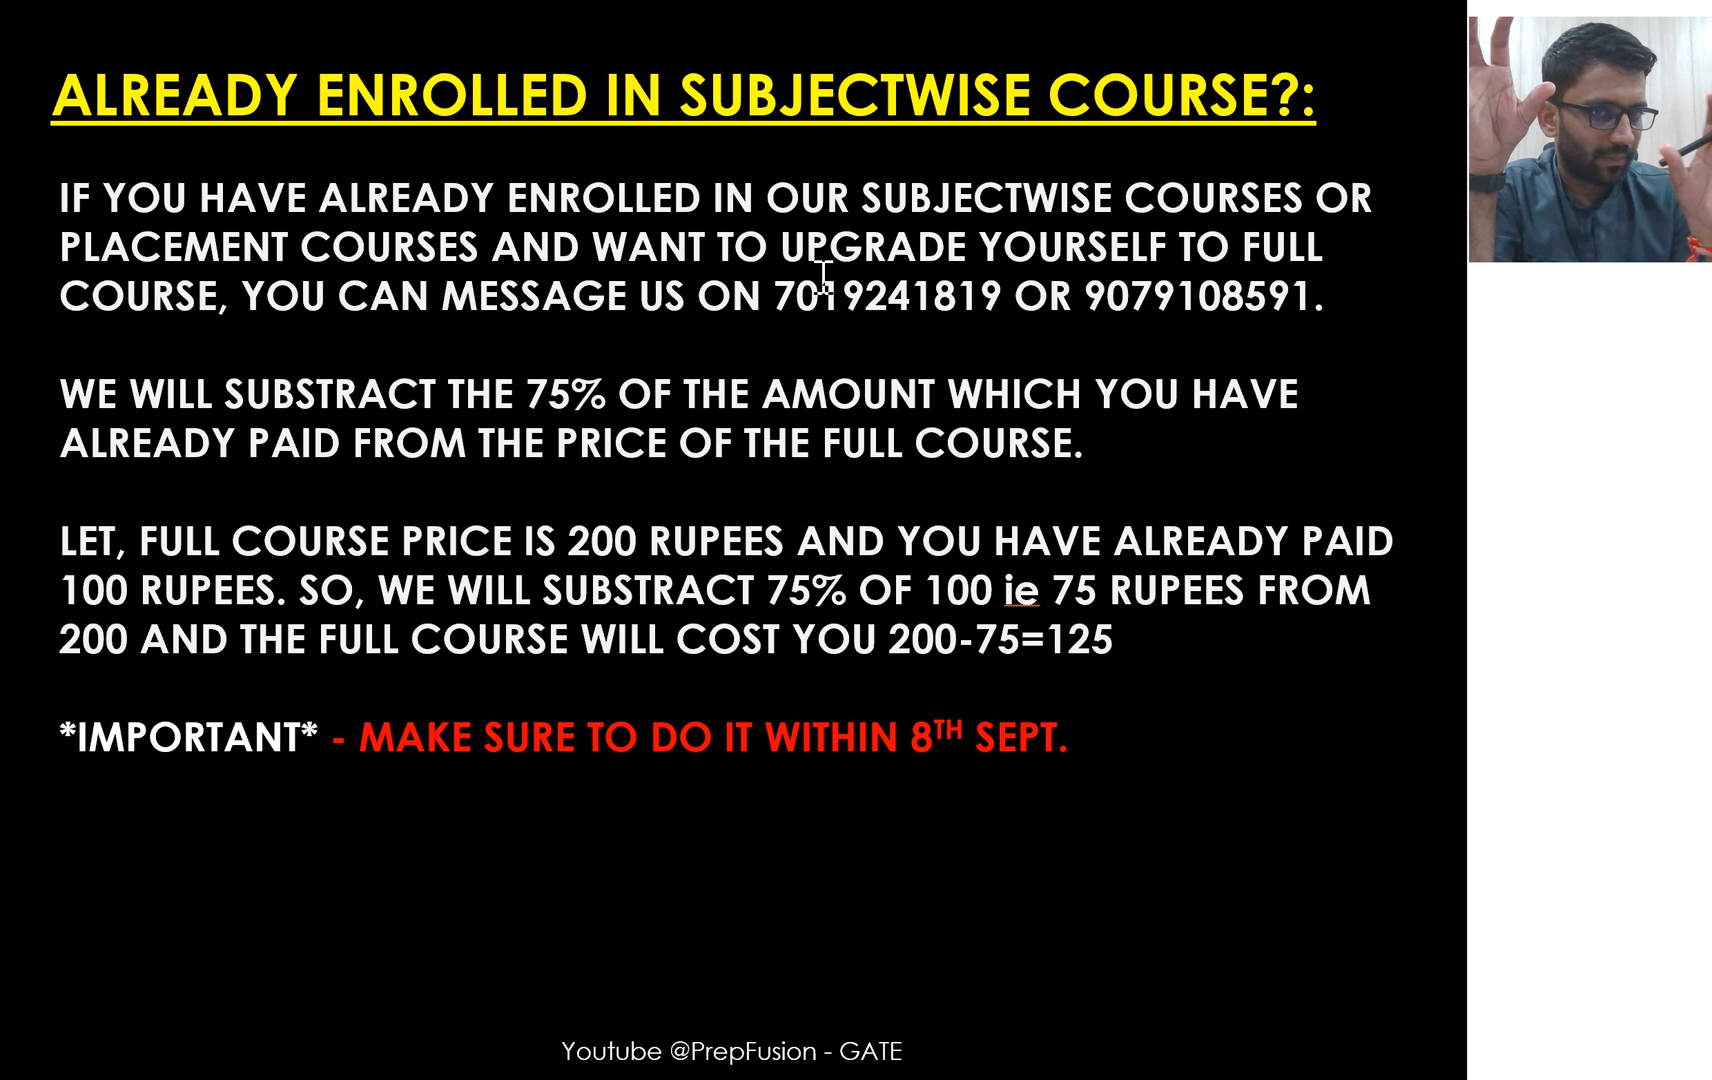 ALREADY ENROLLED IN SUBJECTWISE COURSE?:
IF YOU HAVE ALREADY ENROLLED IN OUR SUBJECTWISE COURSES OR
PLACEMENT COURSES AND WANT TO UPGRADE YOURSELF TO FULL
COURSE, YOU CAN MESSAGE US ON 7019241819 OR 9079108591.
WE WILL SUBSTRACT THE 75% OF THE AMOUNT WHICH YOU HAVE
ALREADY PAID FROM THE PRICE OF THE FULL COURSE.
LET, FULL COURSE PRICE IS 200 RUPEES AND YOU HAVE ALREADY PAID
100 RUPEES. SO, WE WILL SUBSTRACT 75% OF 100 ie 75 RUPEES FROM
200 AND THE FULL COURSE WILL COST YOU 200-75=125
*IMPORTANT* - MAKE SURE TO DO IT WITHIN 8TH SEPT.
Youtube @PrepFusion - GATE